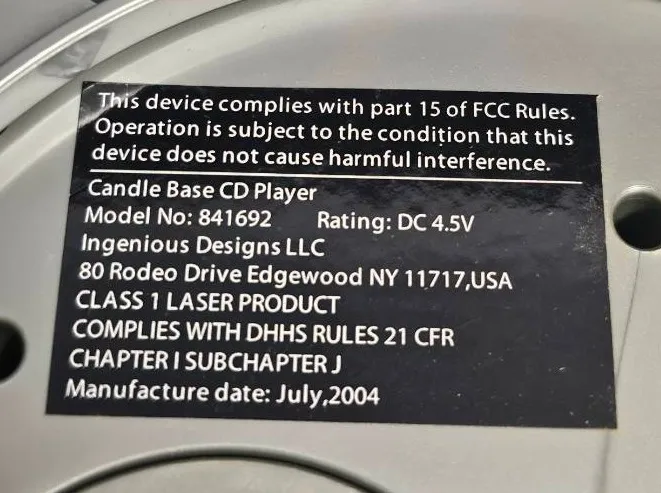 This device complies with part 15 of FCC Rules.
Operation is subject to the condition that this
device does not cause harmful interference.
Candle Base CD Player
Model No: 841692 Rating: DC 4.5V
Ingenious Designs LLC
80 Rodeo Drive Edgewood NY 11717,USA
CLASS 1 LASER PRODUCT
COMPLIES WITH DHHS RULES 21 CFR
CHAPTER I SUBCHAPTER J
Manufacture date: July,2004